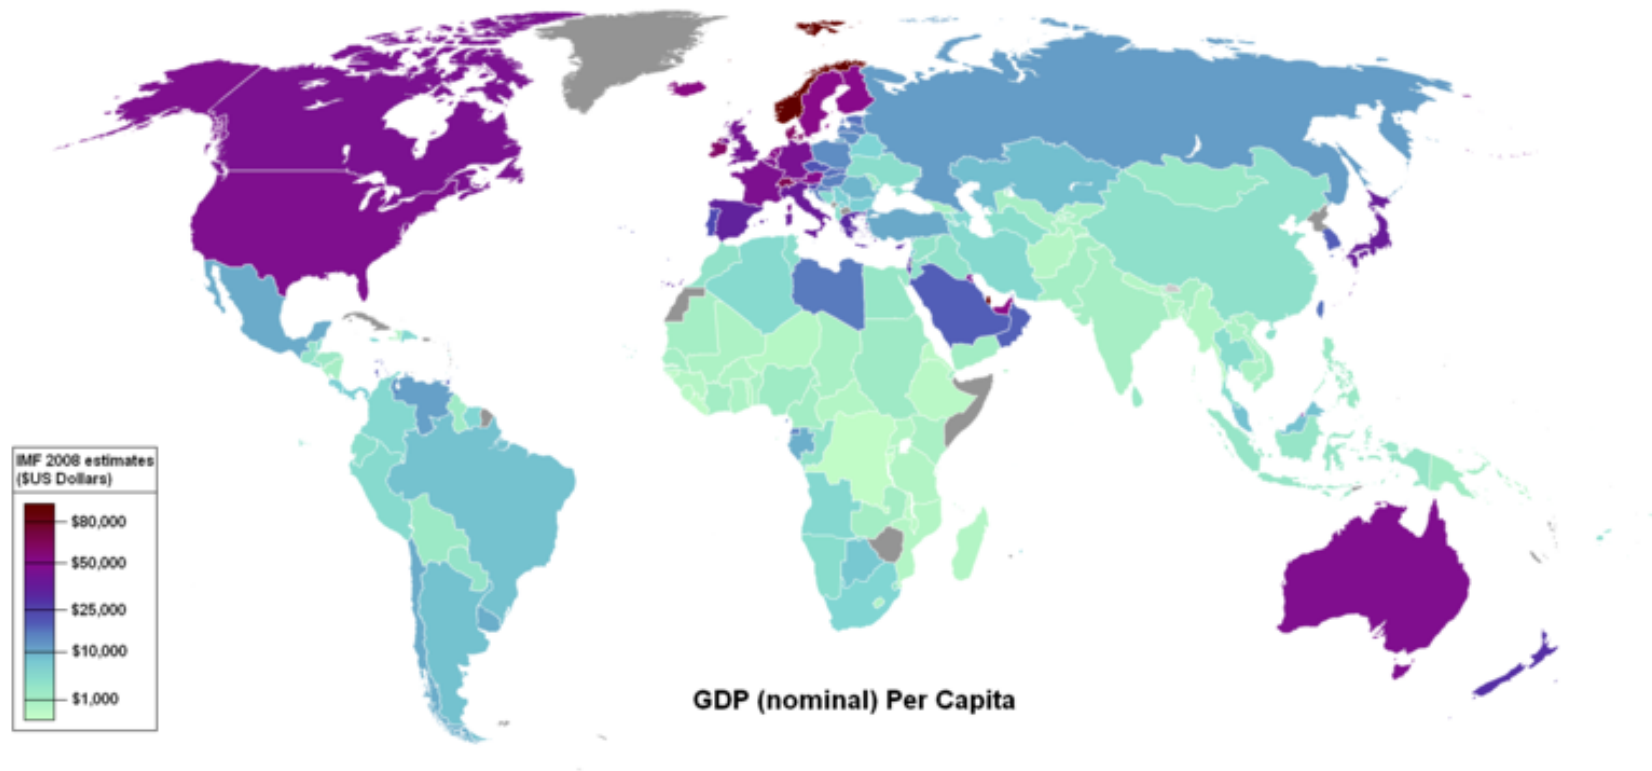 IMF 2008 estimates
($US Dollars)
$80,000
$50,000
$25,000
$10,000
$1,000
GDP (nominal) Per Capita